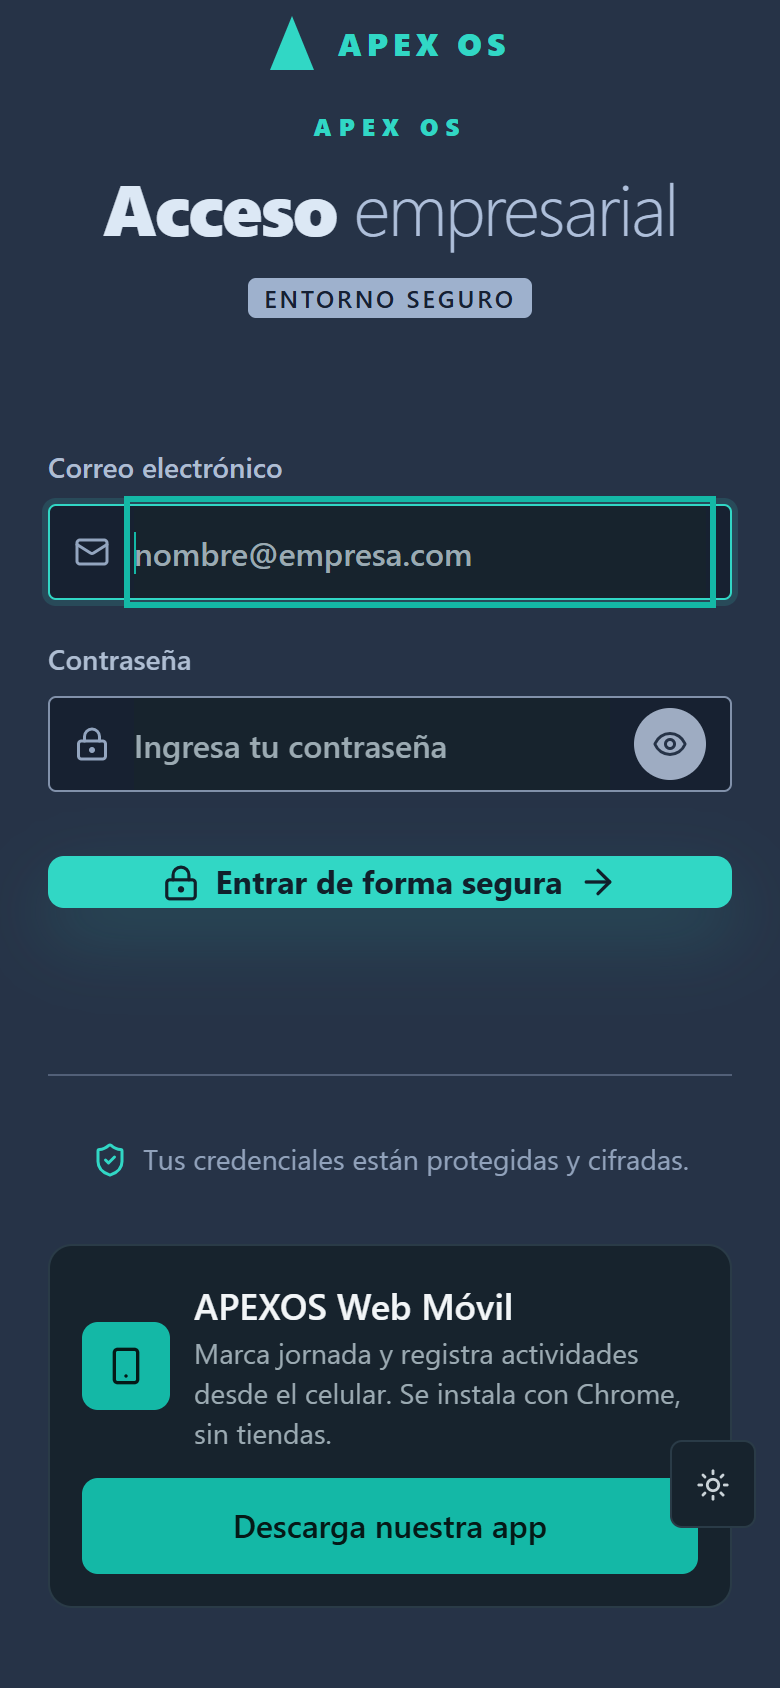 APEX OS
APEX OS
Acceso empresarial
ENTORNO SEGURO
Correo electrónico
nombre@empresa.com
Contraseña
Ingresa tu contraseña
Entrar de forma segura
Tus credenciales están protegidas y cifradas.
APEXOS Web Móvil
Marca jornada y registra actividades
desde el celular. Se instala con Chrome,
sin tiendas.
Descarga nuestra app